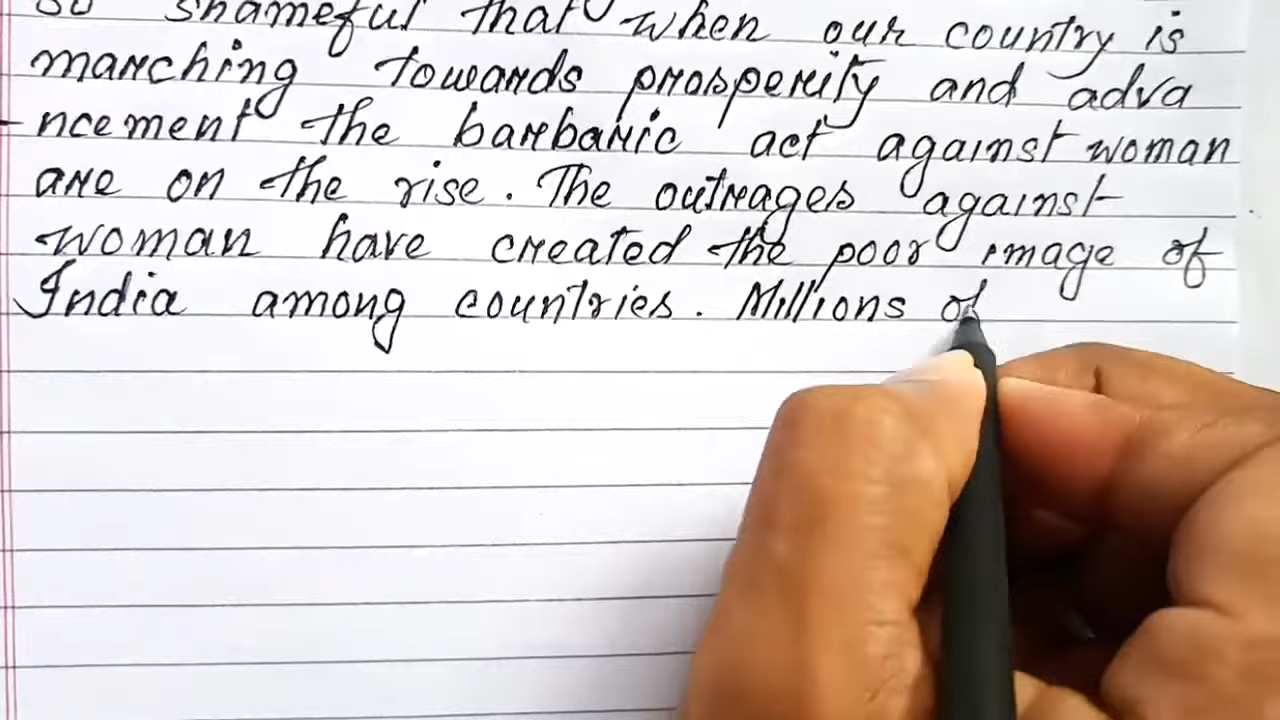 so shameful that when our country is
marching towards prosperity and adva
-ncement the barbaric act against woman
are on the rise. The outrages against
woman have created the poor image of
India among countries. Millions of